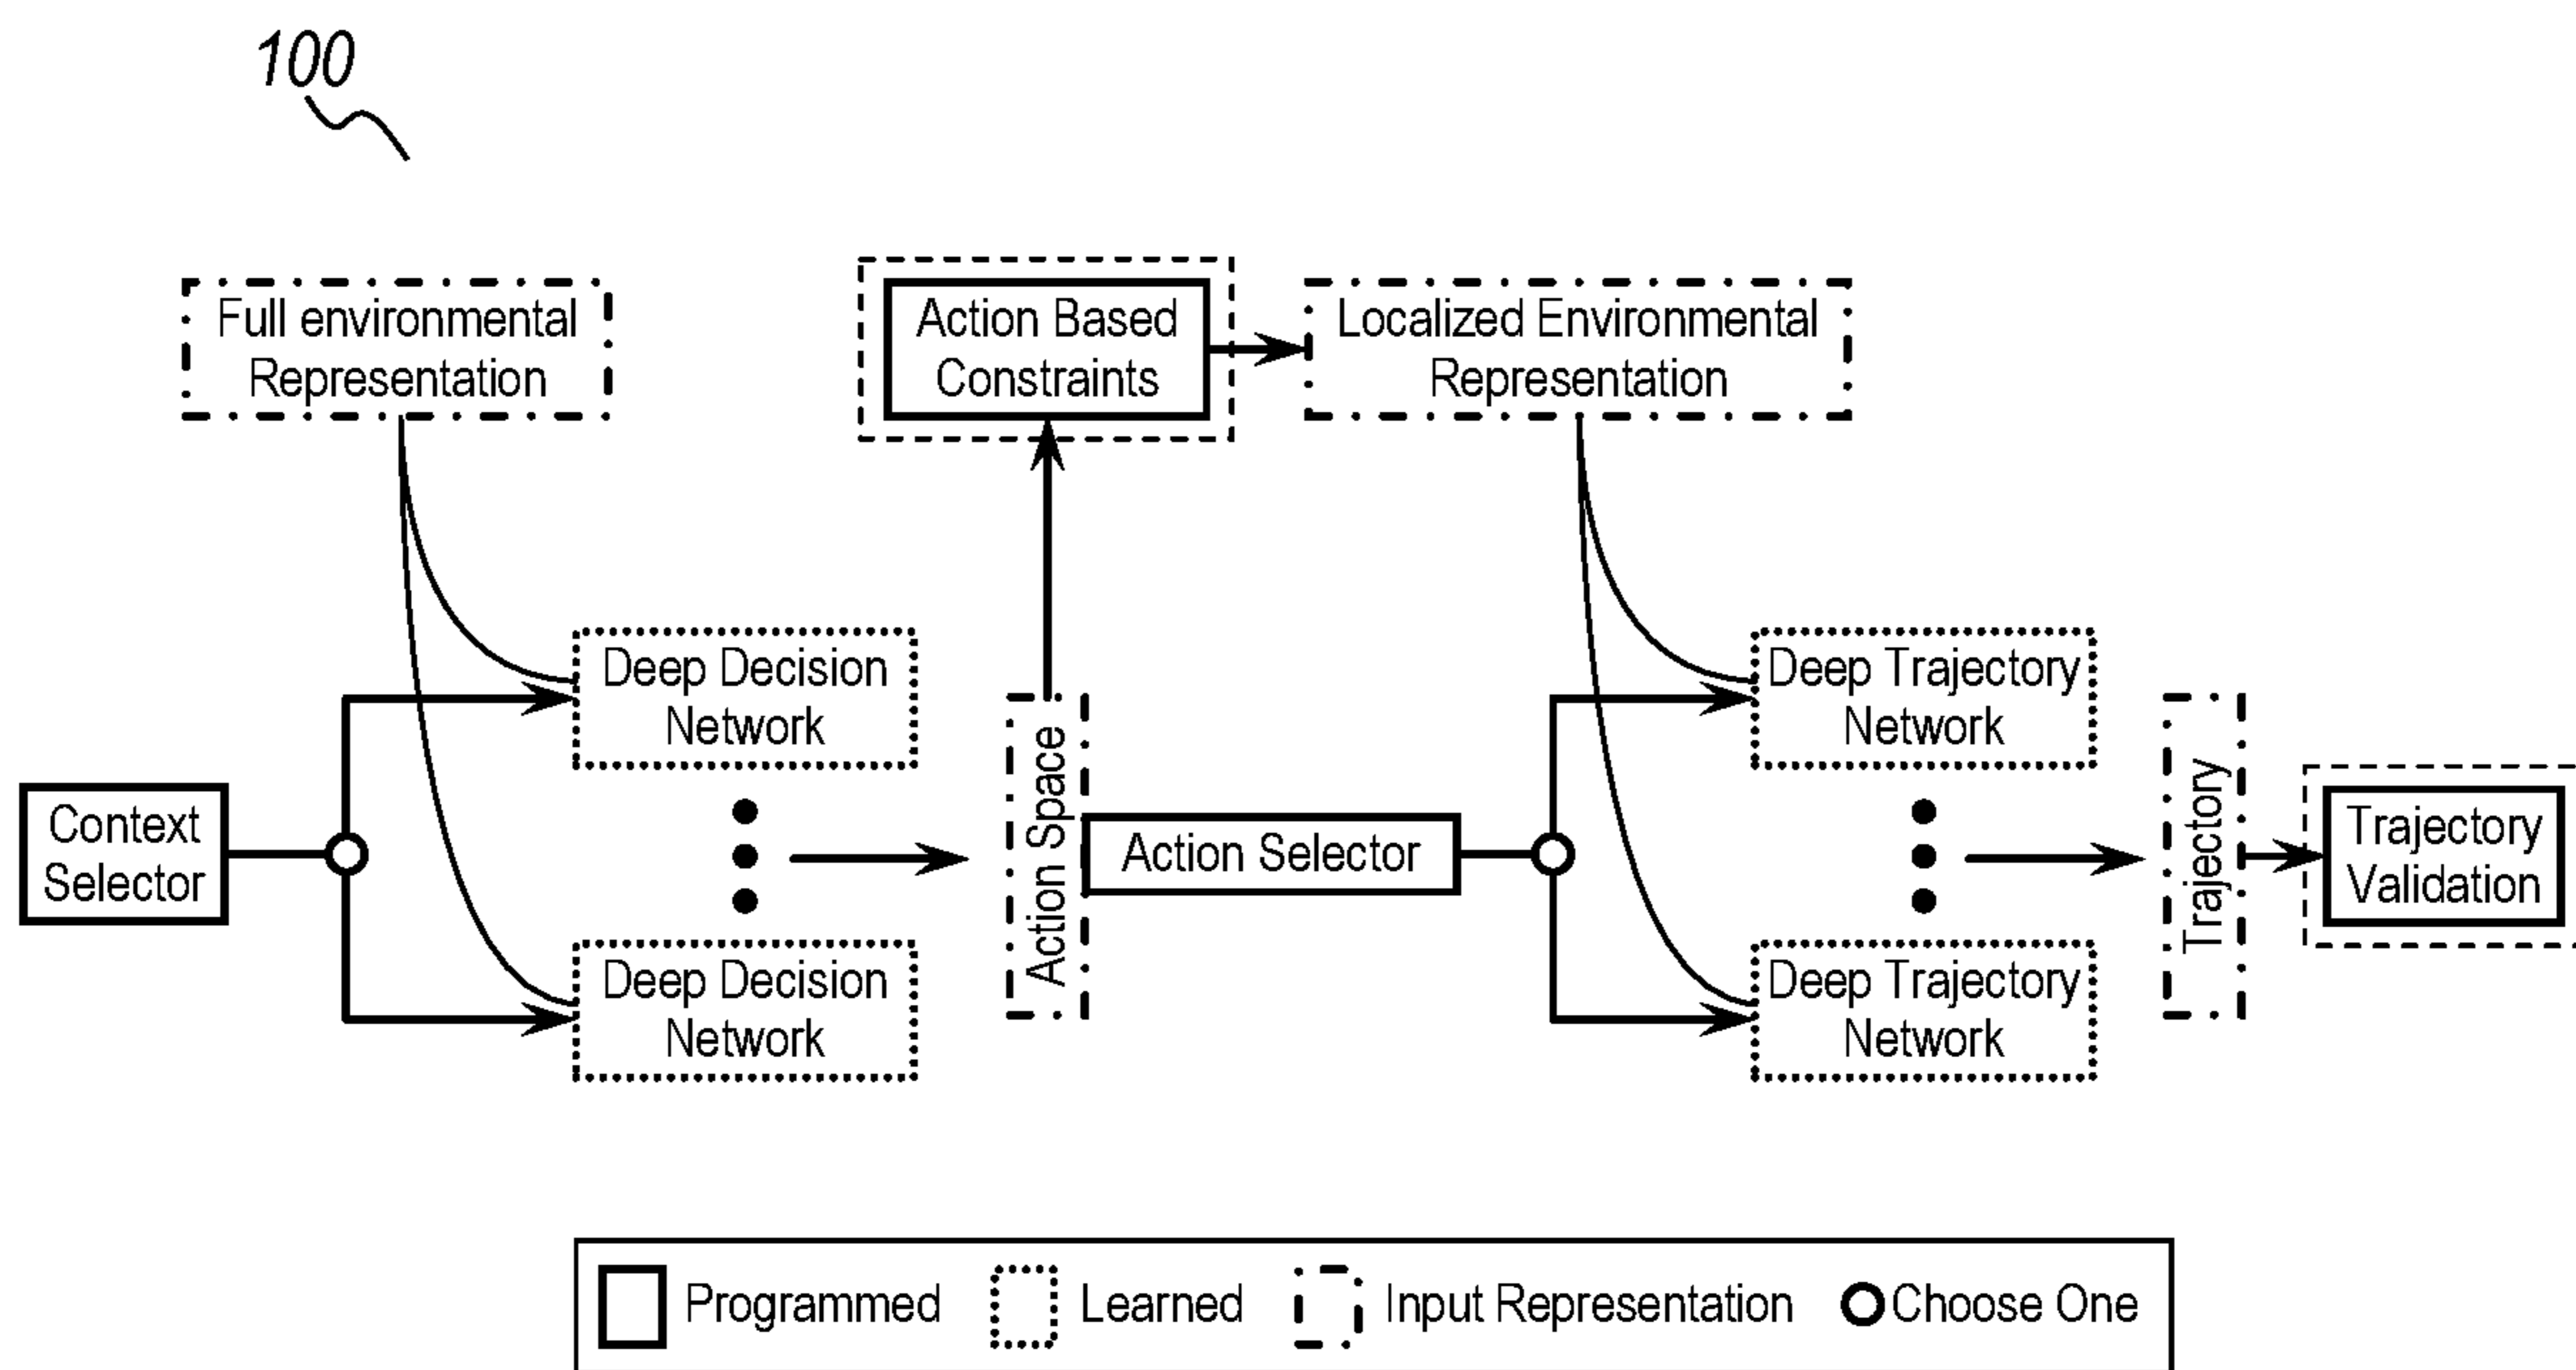 100
Full environmental
Representation
Action Based
Constraints
Localized Environmental
Representation
Deep Decision
Network
Deep Trajectory
Network
Context
Selector
Action Space
Action Selector
Trajectory
Trajectory
Validation
Deep Decision
Network
Deep Trajectory
Network
Programmed
Learned
Input Representation
Choose One